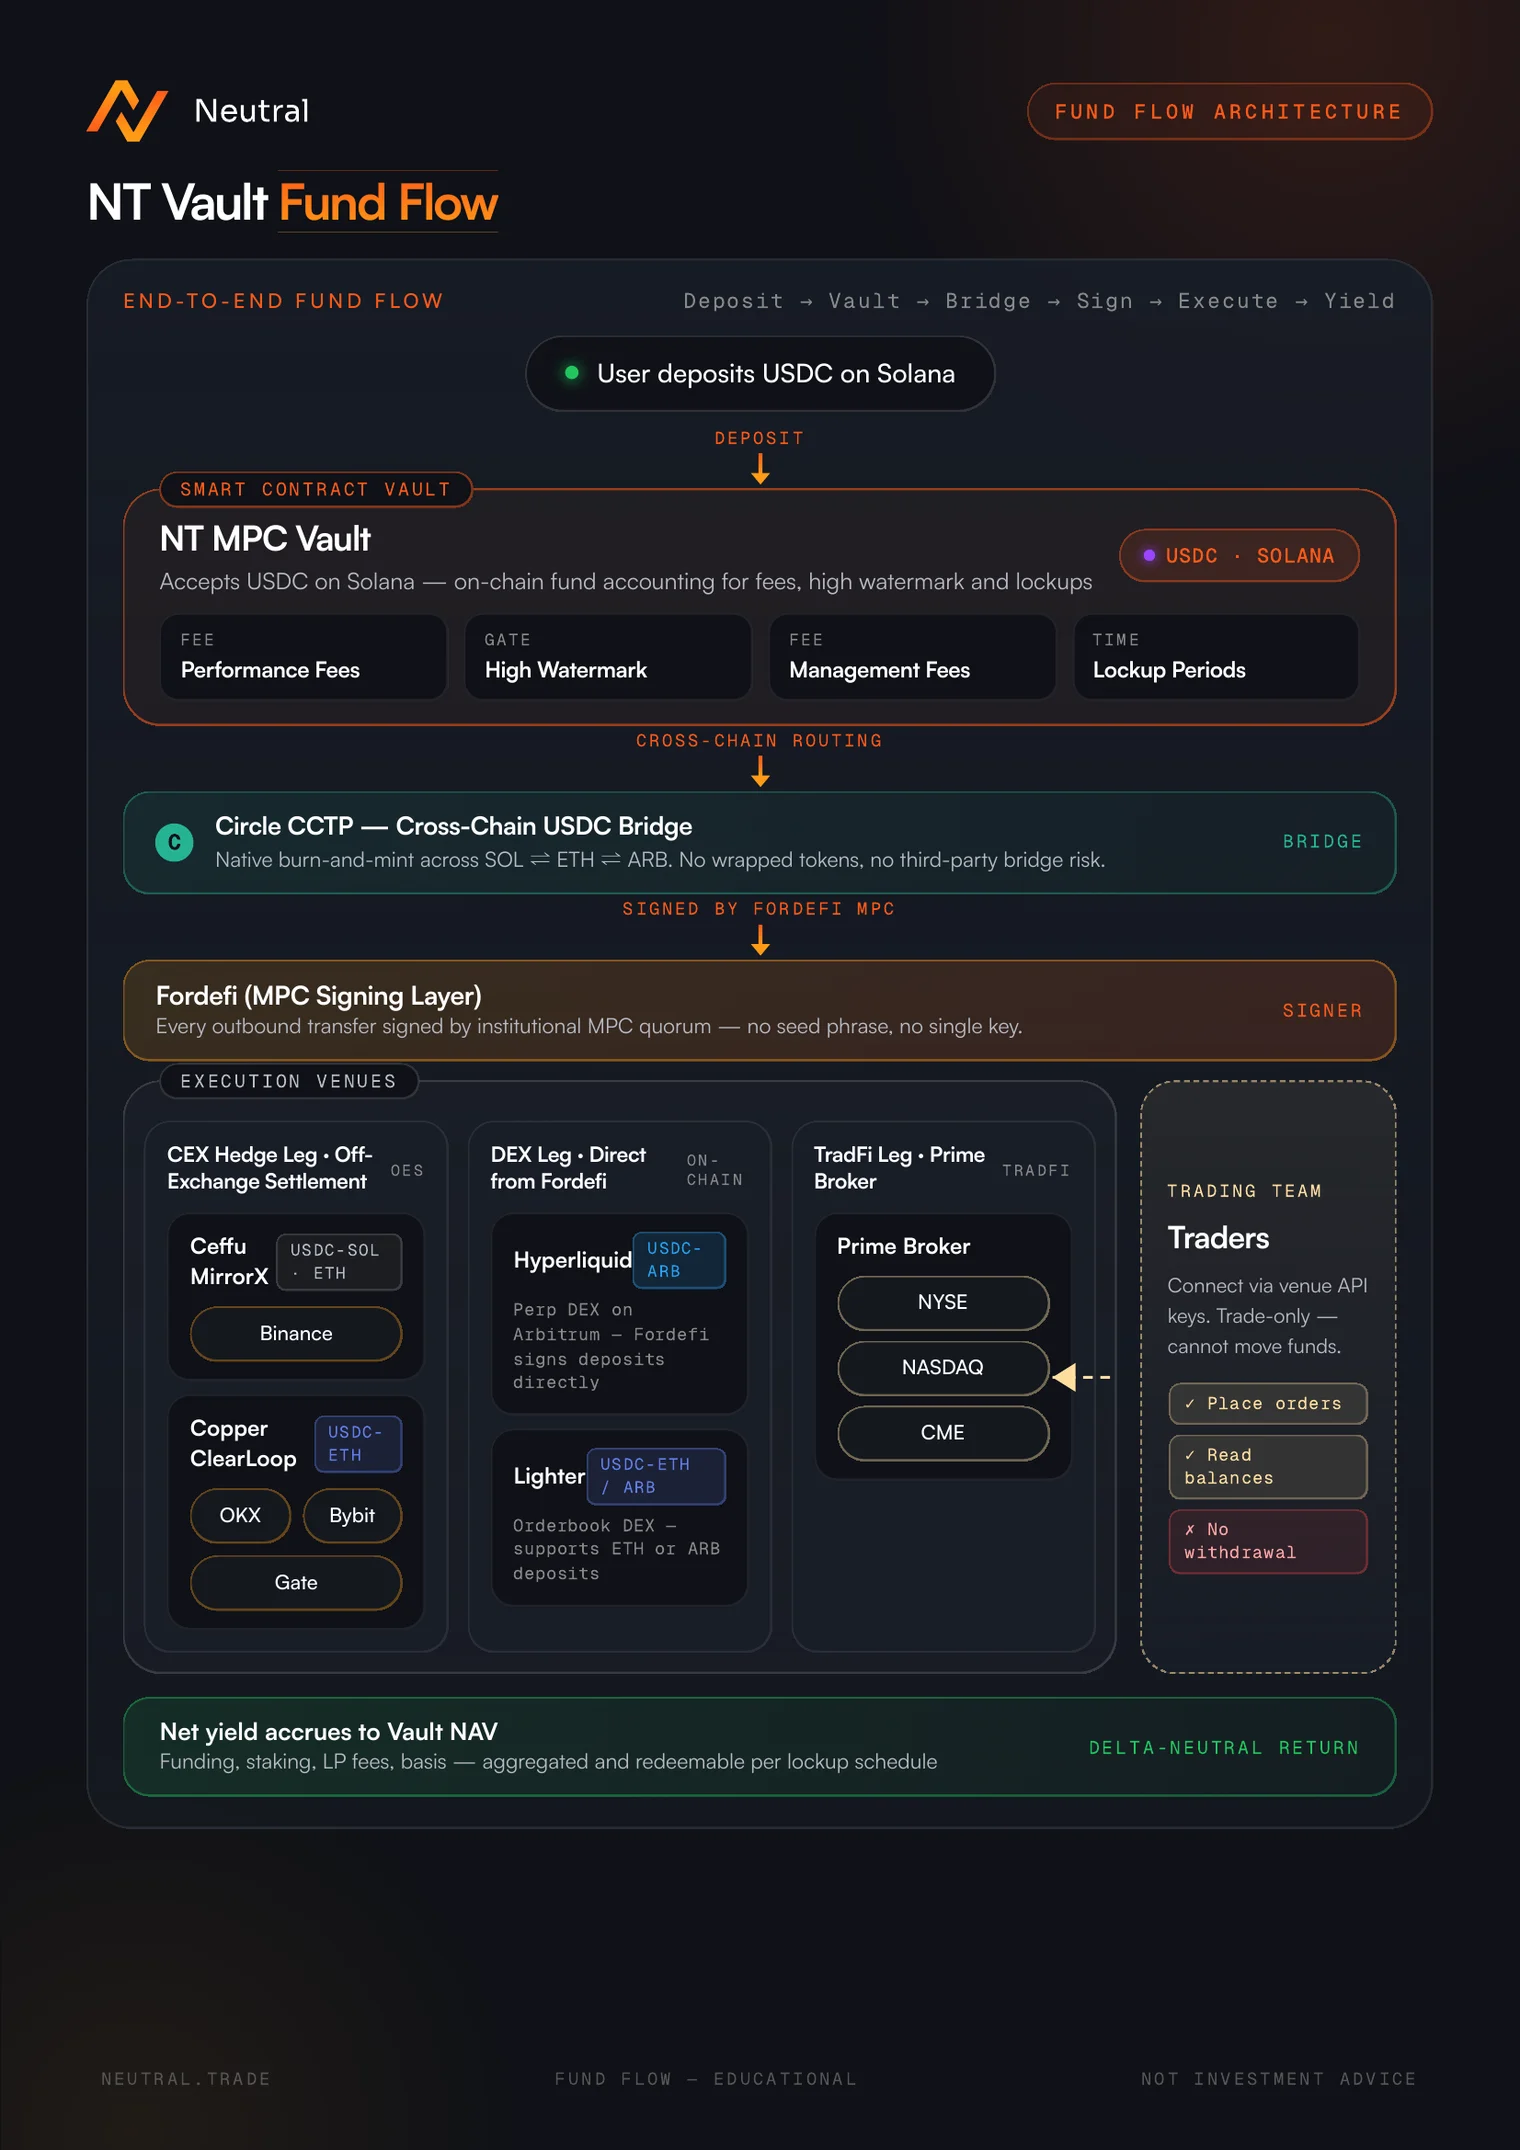 Neutral
FUND FLOW ARCHITECTURE
NT Vault Fund Flow
END-TO-END FUND FLOW
Deposit → Vault → Bridge → Sign → Execute → Yield
User deposits USDC on Solana
DEPOSIT
SMART CONTRACT VAULT
NT MPC Vault
Accepts USDC on Solana — on-chain fund accounting for fees, high watermark and lockups
USDC · SOLANA
FEE
Performance Fees
GATE
High Watermark
FEE
Management Fees
TIME
Lockup Periods
CROSS-CHAIN ROUTING
C
Circle CCTP — Cross-Chain USDC Bridge
Native burn-and-mint across SOL ⇌ ETH ⇌ ARB. No wrapped tokens, no third-party bridge risk.
BRIDGE
SIGNED BY FORDEFI MPC
Fordefi (MPC Signing Layer)
Every outbound transfer signed by institutional MPC quorum — no seed phrase, no single key.
SIGNER
EXECUTION VENUES
CEX Hedge Leg · Off-
Exchange Settlement
OES
Ceffu
MirrorX
USDC-SOL
· ETH
Binance
Copper
ClearLoop
USDC-
ETH
OKX
Bybit
Gate
DEX Leg · Direct
from Fordefi
ON-
CHAIN
Hyperliquid
USDC-
ARB
Perp DEX on
Arbitrum — Fordefi
signs deposits
directly
Lighter
USDC-ETH
/ ARB
Orderbook DEX —
supports ETH or ARB
deposits
TradFi Leg · Prime
Broker
TRADFI
Prime Broker
NYSE
NASDAQ
CME
TRADING TEAM
Traders
Connect via venue API
keys. Trade-only —
cannot move funds.
✓ Place orders
✓ Read
balances
✗ No
withdrawal
Net yield accrues to Vault NAV
Funding, staking, LP fees, basis — aggregated and redeemable per lockup schedule
DELTA-NEUTRAL RETURN
NEUTRAL.TRADE
FUND FLOW — EDUCATIONAL
NOT INVESTMENT ADVICE